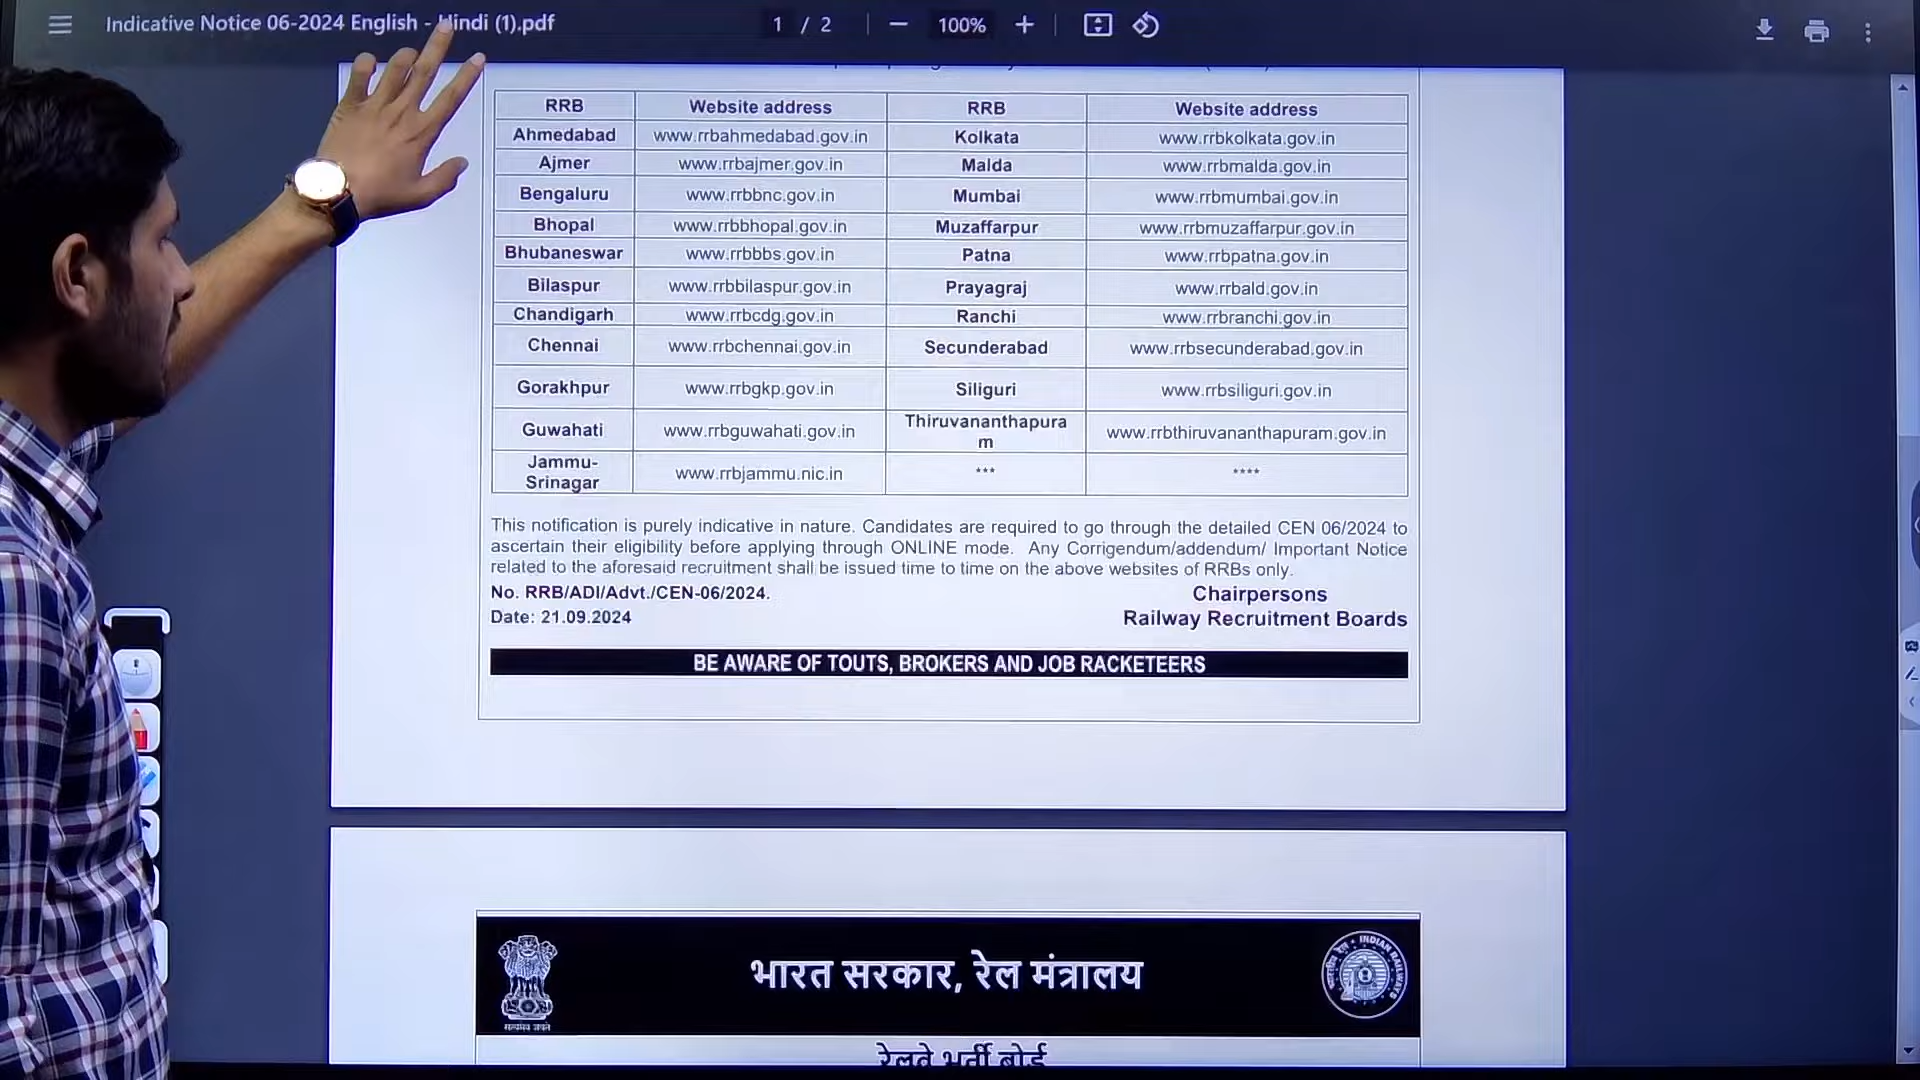 Indicative Notice 06-2024 English - Hindi (1).pdf
1 / 2
100%
RRB Website address RRB Website address
Ahmedabad www.rrbahmedabad.gov.in Kolkata www.rrbkolkata.gov.in
Ajmer www.rrbajmer.gov.in Malda www.rrbmalda.gov.in
Bengaluru www.rrbbnc.gov.in Mumbai www.rrbmumbai.gov.in
Bhopal www.rrbbhopal.gov.in Muzaffarpur www.rrbmuzaffarpur.gov.in
Bhubaneswar www.rrbbbs.gov.in Patna www.rrbpatna.gov.in
Bilaspur www.rrbbilaspur.gov.in Prayagraj www.rrbald.gov.in
Chandigarh www.rrbcdg.gov.in Ranchi www.rrbranchi.gov.in
Chennai www.rrbchennai.gov.in Secunderabad www.rrbsecunderabad.gov.in
Gorakhpur www.rrbgkp.gov.in Siliguri www.rrbsiliguri.gov.in
Guwahati www.rrbguwahati.gov.in Thiruvananthapura
m www.rrbthiruvananthapuram.gov.in
Jammu-
Srinagar www.rrbjammu.nic.in *** ****
This notification is purely indicative in nature. Candidates are required to go through the detailed CEN 06/2024 to
ascertain their eligibility before applying through ONLINE mode. Any Corrigendum/addendum/ Important Notice
related to the aforesaid recruitment shall be issued time to time on the above websites of RRBs only.
No. RRB/ADI/Advt./CEN-06/2024. Chairpersons
Date: 21.09.2024 Railway Recruitment Boards
BE AWARE OF TOUTS, BROKERS AND JOB RACKETEERS
भारत सरकार, रेल मंत्रालय
सत्यमेव जयते
भारतीय रेल INDIAN RAILWAYS
रेलवे भर्ती बोर्ड